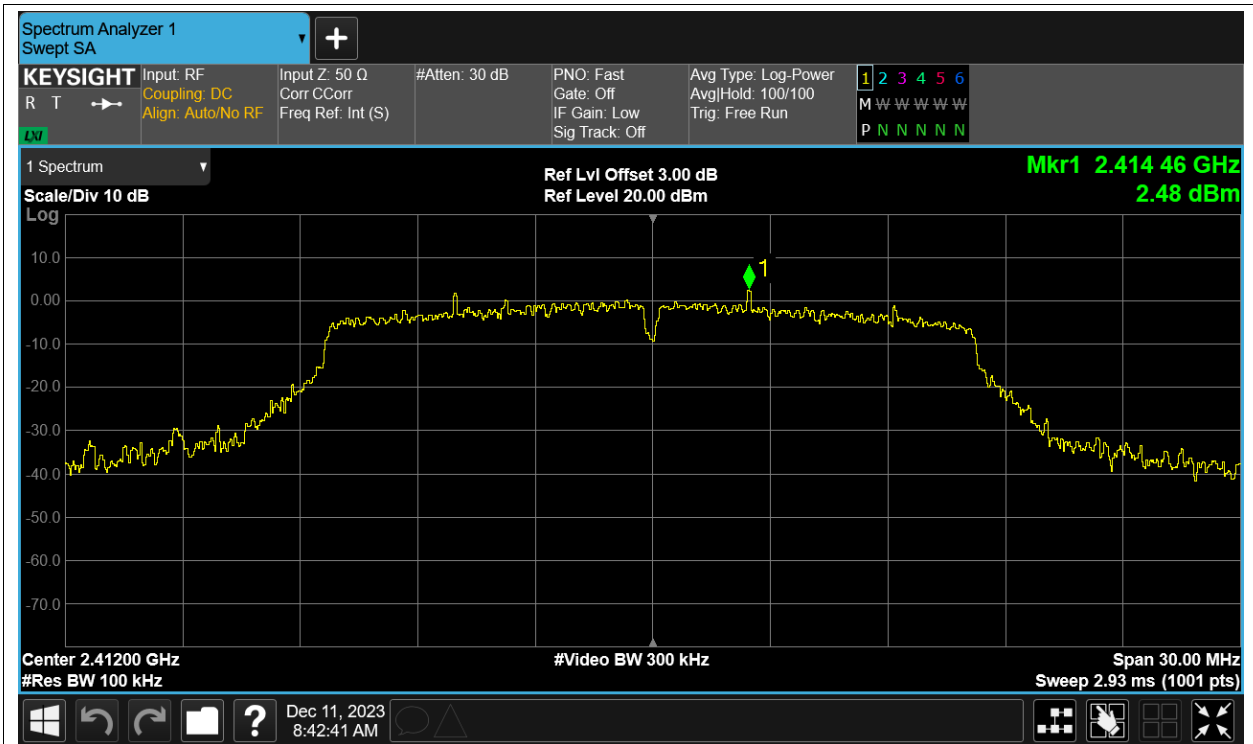 Spectrum Analyzer 1
Swept SA
+
KEYSIGHT
R T
LXI
Input: RF
Coupling: DC
Align: Auto/No RF
Input Z: 50 Ω
Corr CCorr
Freq Ref: Int (S)
#Atten: 30 dB
PNO: Fast
Gate: Off
IF Gain: Low
Sig Track: Off
Avg Type: Log-Power
Avg|Hold: 100/100
Trig: Free Run
1 2 3 4 5 6
M W W W W W
P N N N N N
1 Spectrum
Scale/Div 10 dB
Log
Ref Lvl Offset 3.00 dB
Ref Level 20.00 dBm
Mkr1 2.414 46 GHz
2.48 dBm
1
10.0
0.00
-10.0
-20.0
-30.0
-40.0
-50.0
-60.0
-70.0
Center 2.41200 GHz
#Res BW 100 kHz
#Video BW 300 kHz
Span 30.00 MHz
Sweep 2.93 ms (1001 pts)
?
Dec 11, 2023
8:42:41 AM